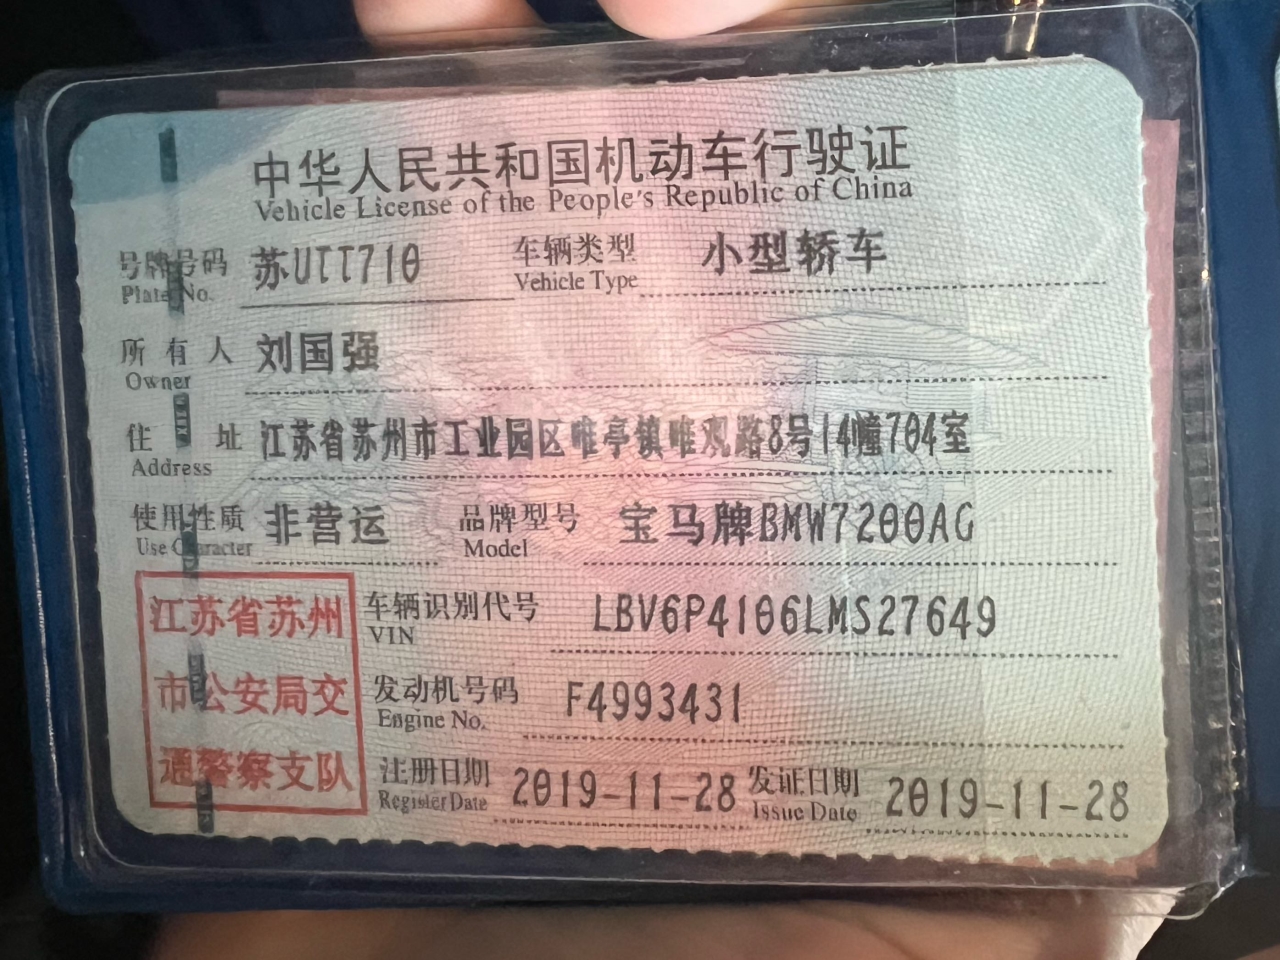 中华人民共和国机动车行驶证
Vehicle License of the People's Republic of China
号牌号码 苏UTT710 车辆类型 小型轿车
Plate No. Vehicle Type
所有人 刘国强
Owner
住址 江苏省苏州市工业园区唯亭镇唯观路8号14幢704室
Address
使用性质 非营运 品牌型号 宝马牌BMW7200AG
Use Character Model
江苏省苏州
市公安局交
通警察支队
车辆识别代号 LBV6P4106LMS27649
VIN
发动机号码 F4993431
Engine No.
注册日期 2019-11-28 发证日期 2019-11-28
Register Date Issue Date